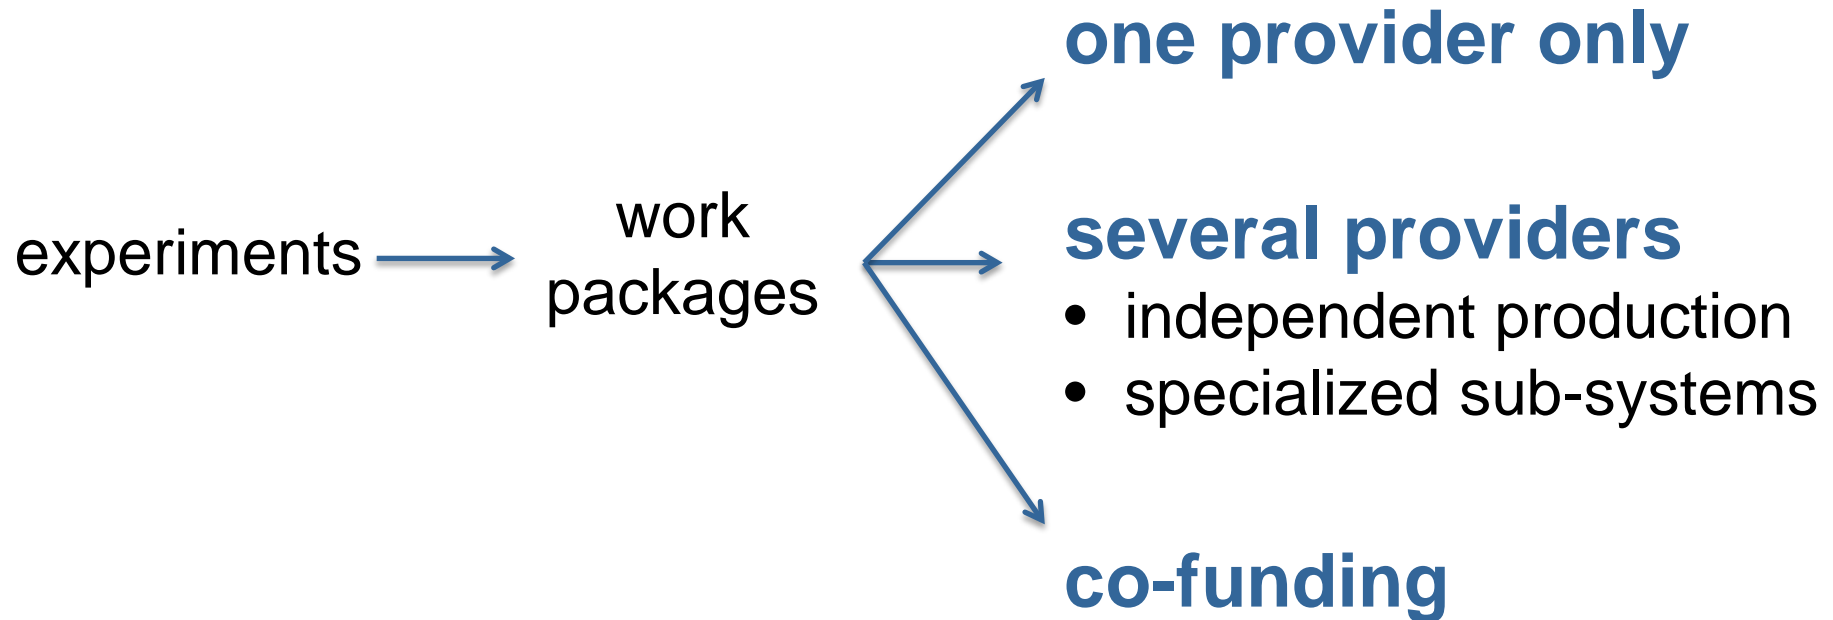 experiments
work
packages
one provider only
several providers
• independent production
• specialized sub-systems
co-funding